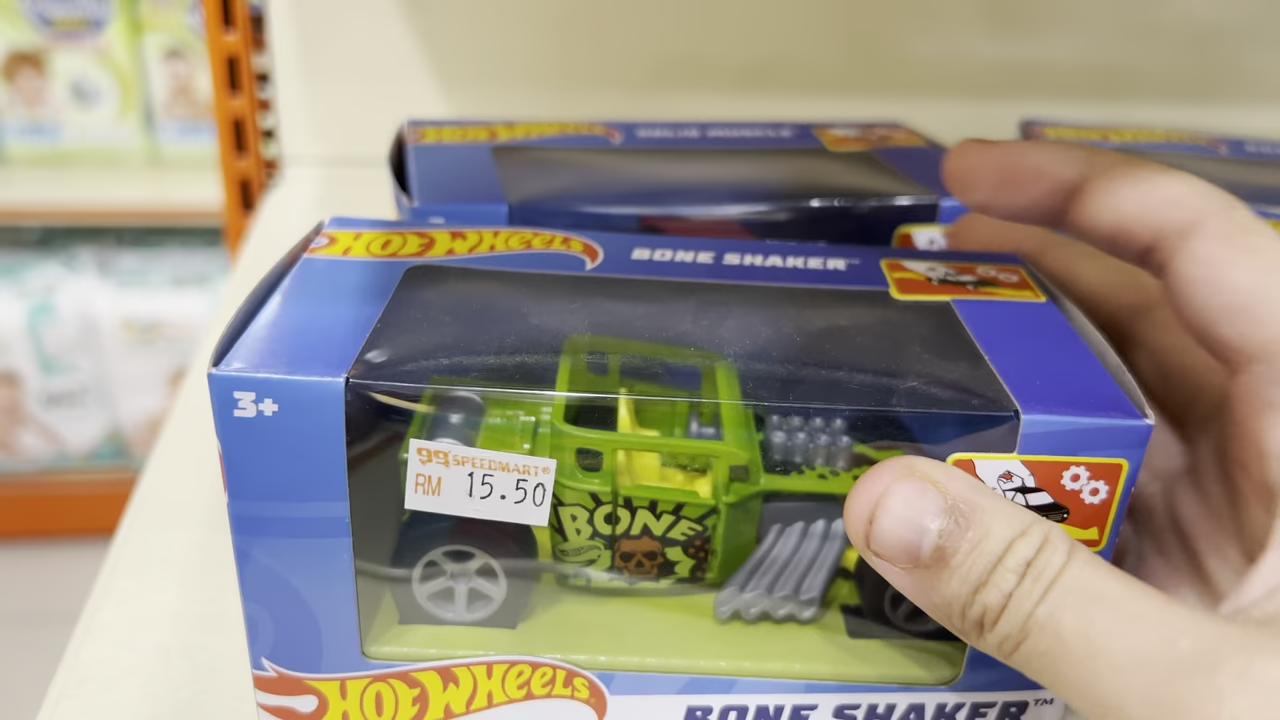 HOT WHEELS
BONE SHAKER™
3+
99 SPEEDMART®
RM 15.50
BONE
HOT WHEELS
BONE SHAKER™